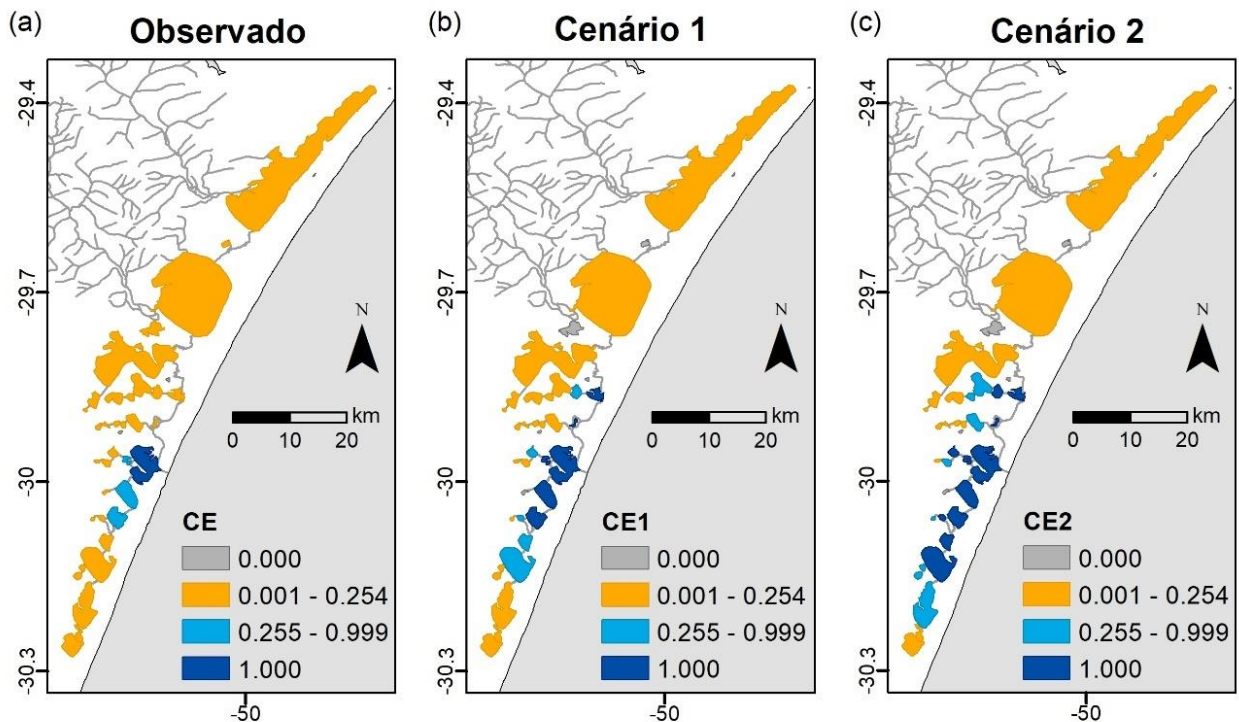 (a) Observado
(b) Cenário 1
(c) Cenário 2
-29.4
-29.7
-30
-30.3
N
km
0 10 20
CE
0.000
0.001 - 0.254
0.255 - 0.999
1.000
-50
-29.4
-29.7
-30
-30.3
N
km
0 10 20
CE1
0.000
0.001 - 0.254
0.255 - 0.999
1.000
-50
-29.4
-29.7
-30
-30.3
N
km
0 10 20
CE2
0.000
0.001 - 0.254
0.255 - 0.999
1.000
-50